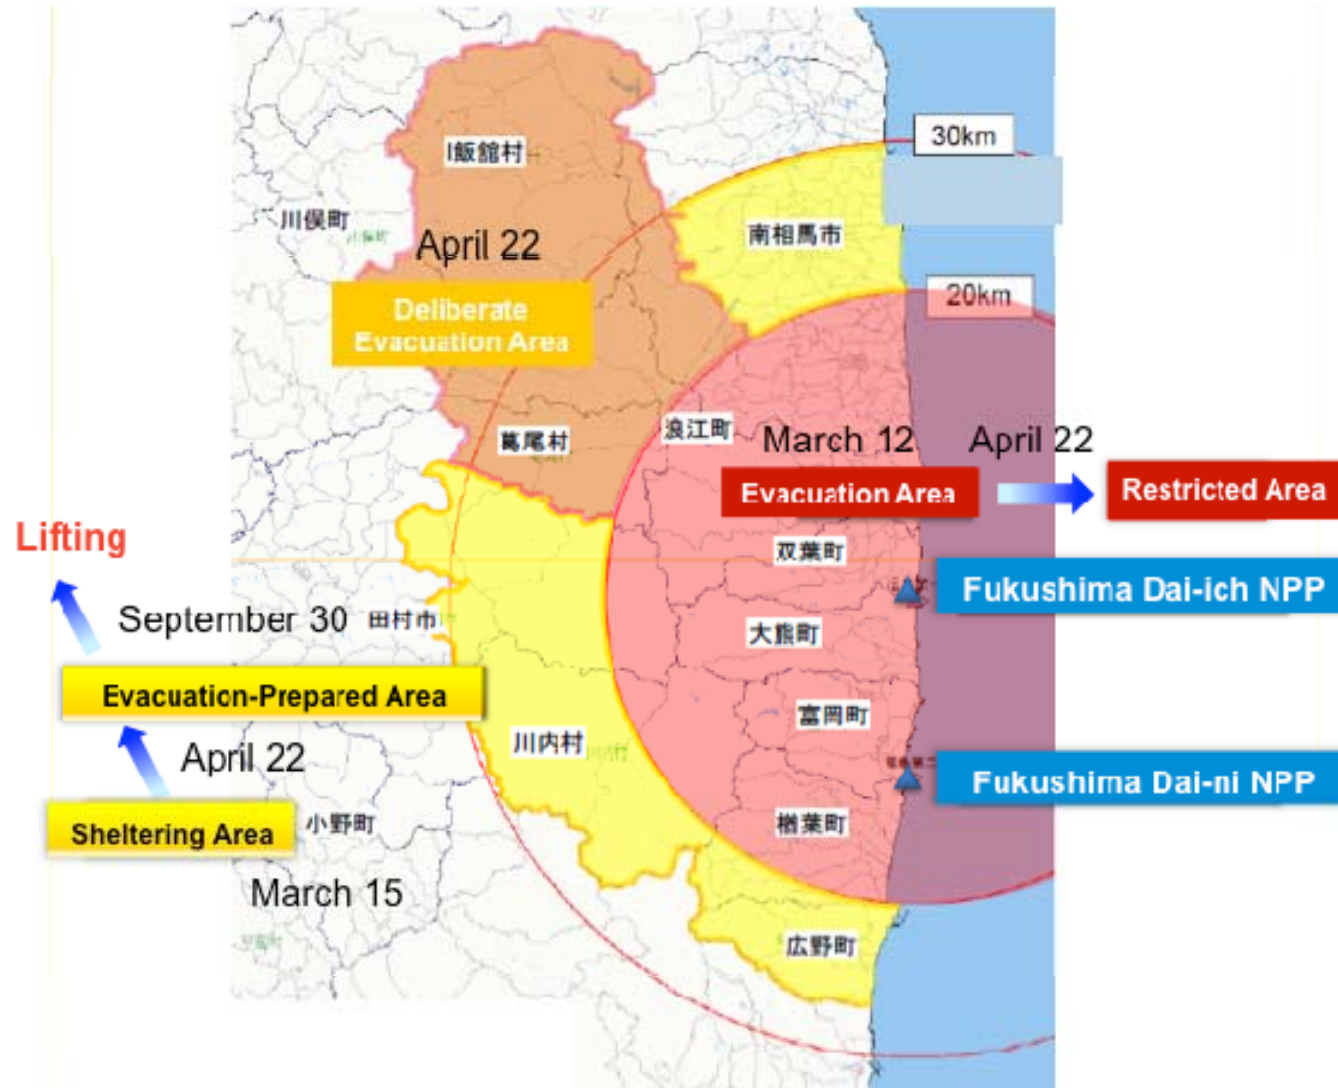 30km
I飯舘村
川俣町
南相馬市
April 22
20km
Deliberate
Evacuation Area
浪江町
葛尾村
March 12
April 22
Evacuation Area
Restricted Area
Lifting
双葉町
Fukushima Dai-ich NPP
September 30
田村市
大熊町
Evacuation-Prepared Area
富岡町
川内村
April 22
Fukushima Dai-ni NPP
Sheltering Area
小野町
楢葉町
March 15
広野町